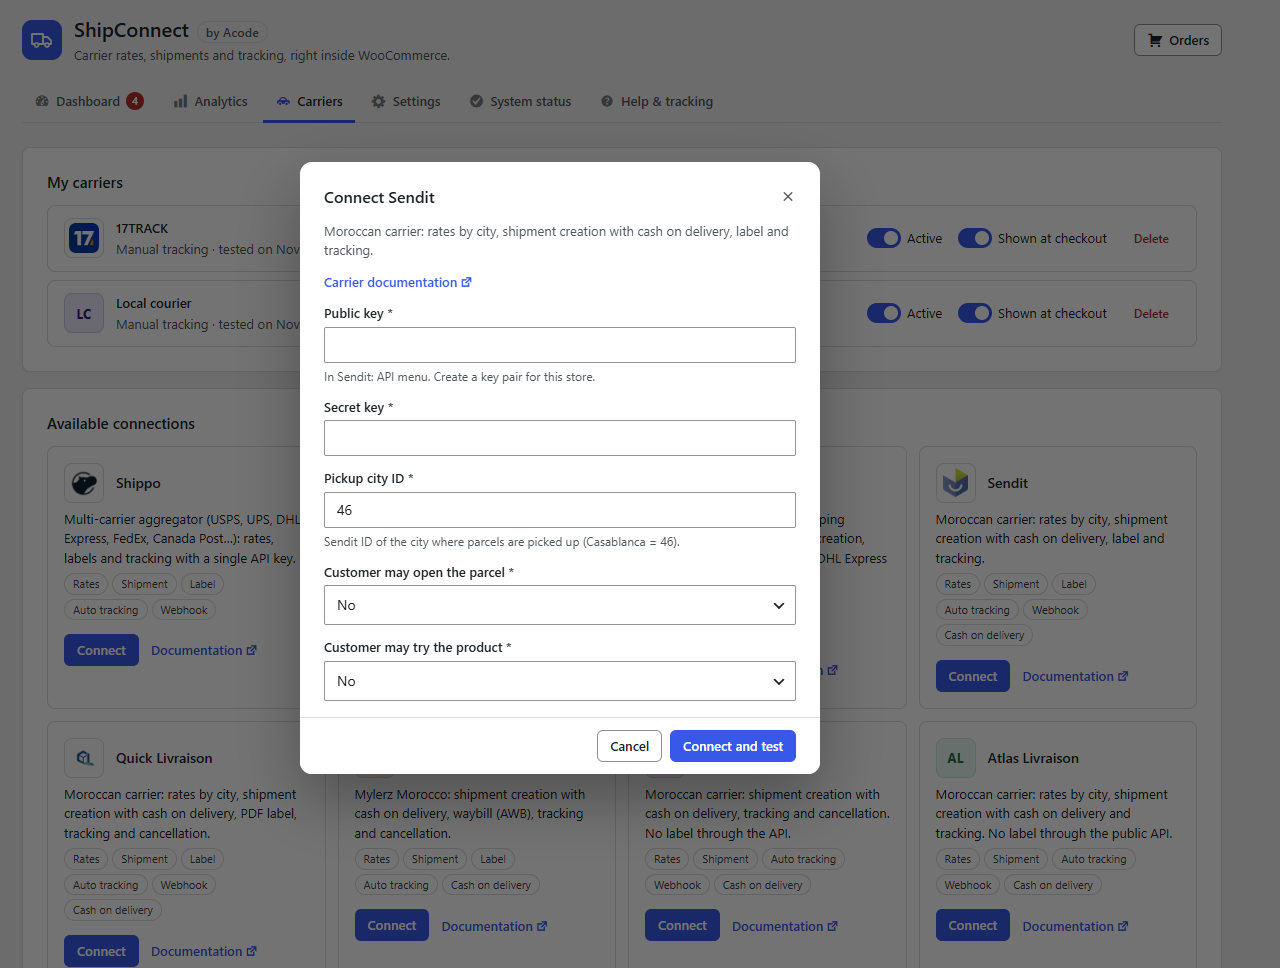 ShipConnect
by Acode
Carrier rates, shipments and tracking, right inside WooCommerce.
Orders
Dashboard 4
Analytics
Carriers
Settings
System status
Help & tracking
My carriers
17
17TRACK
Manual tracking · tested on Nov
Active
Shown at checkout
Delete
LC
Local courier
Manual tracking · tested on Nov
Active
Shown at checkout
Delete
Connect Sendit
Moroccan carrier: rates by city, shipment creation with cash on delivery, label and
tracking.
Carrier documentation
Public key *
In Sendit: API menu. Create a key pair for this store.
Secret key *
Pickup city ID *
46
Sendit ID of the city where parcels are picked up (Casablanca = 46).
Customer may open the parcel *
No
Customer may try the product *
No
Cancel
Connect and test
Available connections
Shippo
Multi-carrier aggregator (USPS, UPS, DHL
Express, FedEx, Canada Post...): rates,
labels and tracking with a single API key.
Rates
Shipment
Label
Auto tracking
Webhook
Connect
Documentation
DHL Express
Sendit
Moroccan carrier: rates by city, shipment
creation with cash on delivery, label and
tracking.
Rates
Shipment
Label
Auto tracking
Webhook
Cash on delivery
Connect
Documentation
Quick Livraison
Moroccan carrier: rates by city, shipment
creation with cash on delivery, PDF label,
tracking and cancellation.
Rates
Shipment
Label
Auto tracking
Webhook
Cash on delivery
Connect
Documentation
Mylerz Morocco: shipment creation with
cash on delivery, waybill (AWB), tracking
and cancellation.
Rates
Shipment
Label
Auto tracking
Cash on delivery
Connect
Documentation
Moroccan carrier: shipment creation with
cash on delivery, tracking and cancellation.
No label through the API.
Rates
Shipment
Auto tracking
Webhook
Cash on delivery
Connect
Documentation
AL
Atlas Livraison
Moroccan carrier: rates by city, shipment
creation with cash on delivery and
tracking. No label through the public API.
Rates
Shipment
Auto tracking
Webhook
Cash on delivery
Connect
Documentation